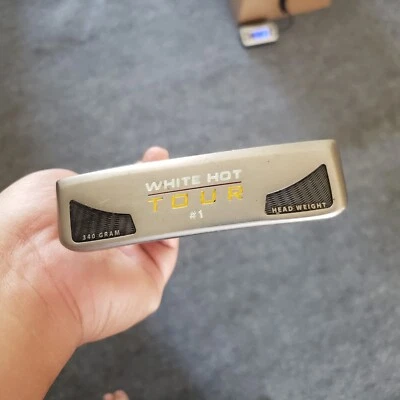 WHITE HOT
TOUR
#1
340 GRAM
HEAD WEIGHT